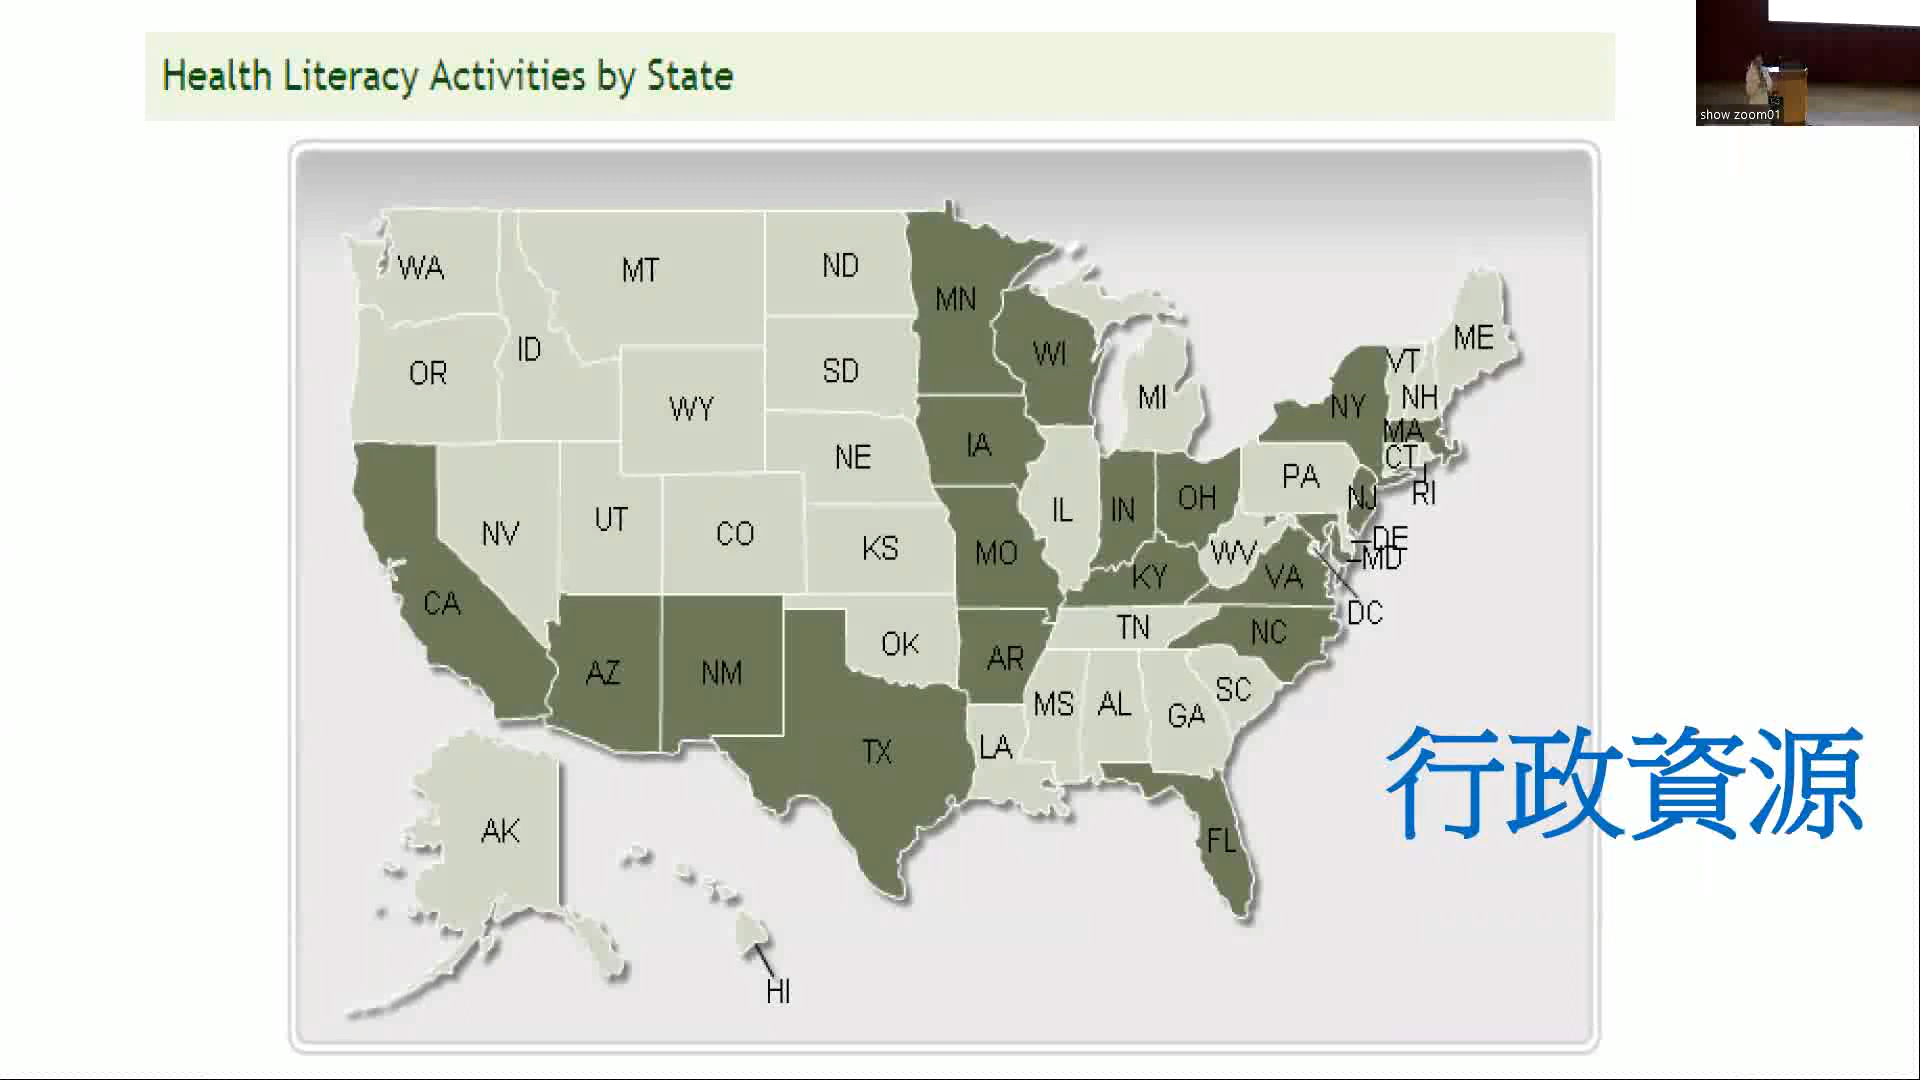 Health Literacy Activities by State
show zoom01
WA
MT
ND
MN
OR
ID
SD
WI
MI
ME
VT
NH
WY
NY
MA
NE
IA
CT
RI
NV
UT
CO
KS
MO
IL
IN
OH
PA
NJ
DE
MD
WV
VA
KY
DC
CA
AZ
NM
OK
AR
TN
NC
MS
AL
GA
SC
TX
LA
行政資源
AK
FL
HI